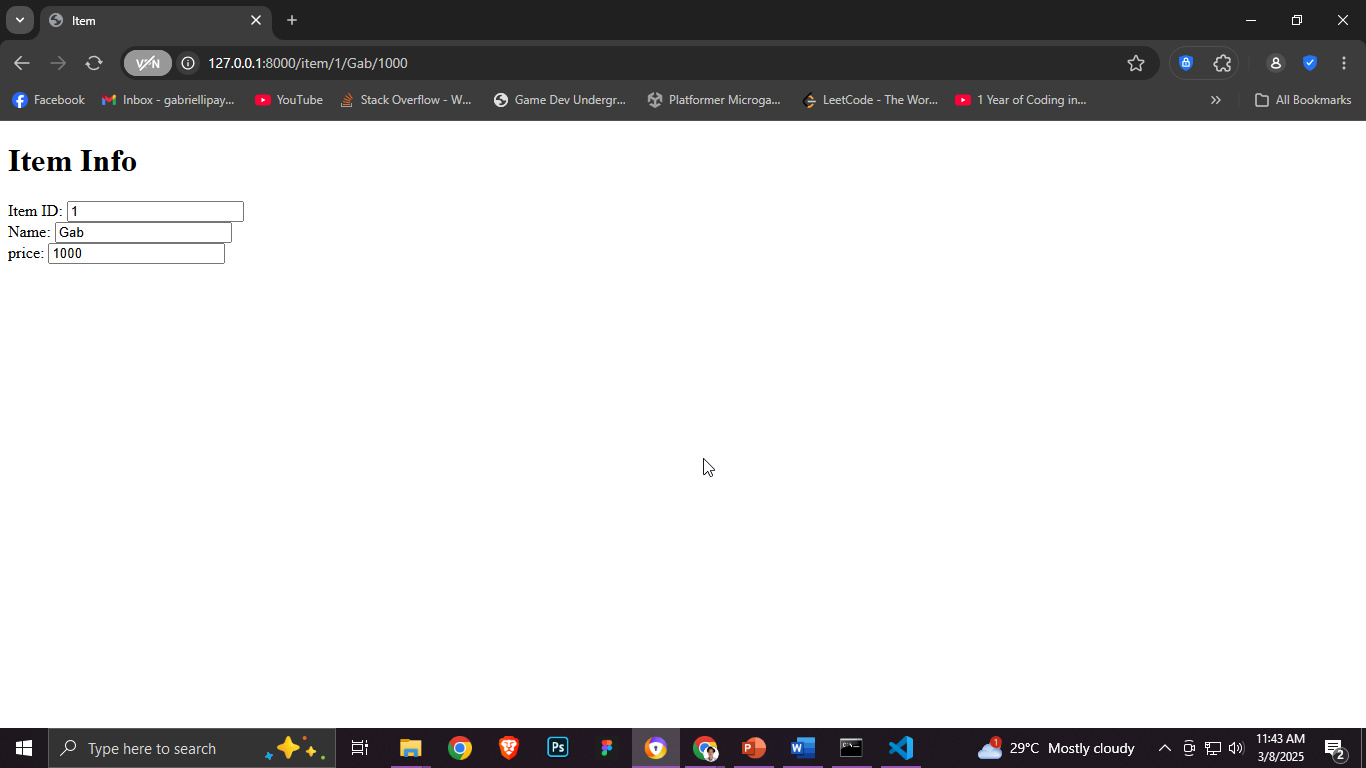 Item
VPN
127.0.0.1:8000/item/1/Gab/1000
Facebook
Inbox - gabriellipay...
YouTube
Stack Overflow - W...
Game Dev Undergr...
Platformer Microga...
LeetCode - The Wor...
1 Year of Coding in...
All Bookmarks
Item Info
Item ID: 1
Name: Gab
price: 1000
Type here to search
Ps
1
29°C Mostly cloudy
11:43 AM
3/8/2025
2